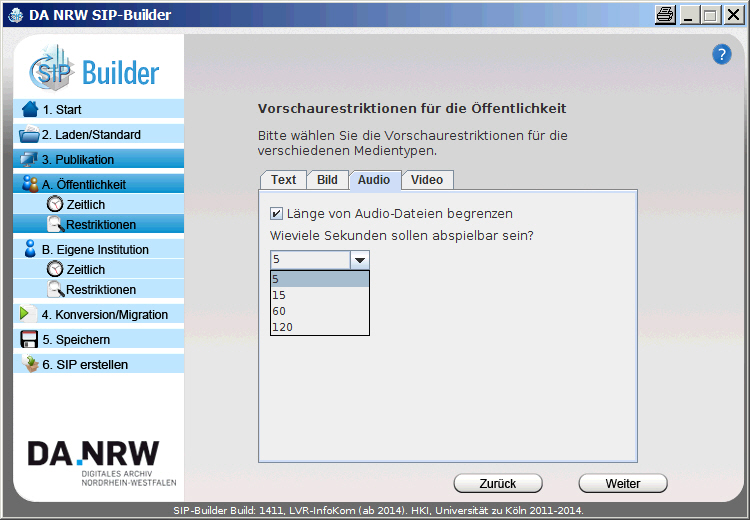 DA NRW SIP-Builder
SIP Builder
?
1. Start
2. Laden/Standard
3. Publikation
A. Öffentlichkeit
Zeitlich
Restriktionen
B. Eigene Institution
Zeitlich
Restriktionen
4. Konversion/Migration
5. Speichern
6. SIP erstellen
DA.NRW
DIGITALES ARCHIV
NORDRHEIN-WESTFALEN
Vorschaurestriktionen für die Öffentlichkeit
Bitte wählen Sie die Vorschaurestriktionen für die
verschiedenen Medientypen.
Text Bild Audio Video
Länge von Audio-Dateien begrenzen
Wieviele Sekunden sollen abspielbar sein?
5
5
15
60
120
Zurück Weiter
SIP-Builder Build: 1411, LVR-InfoKom (ab 2014). HKI, Universität zu Köln 2011-2014.